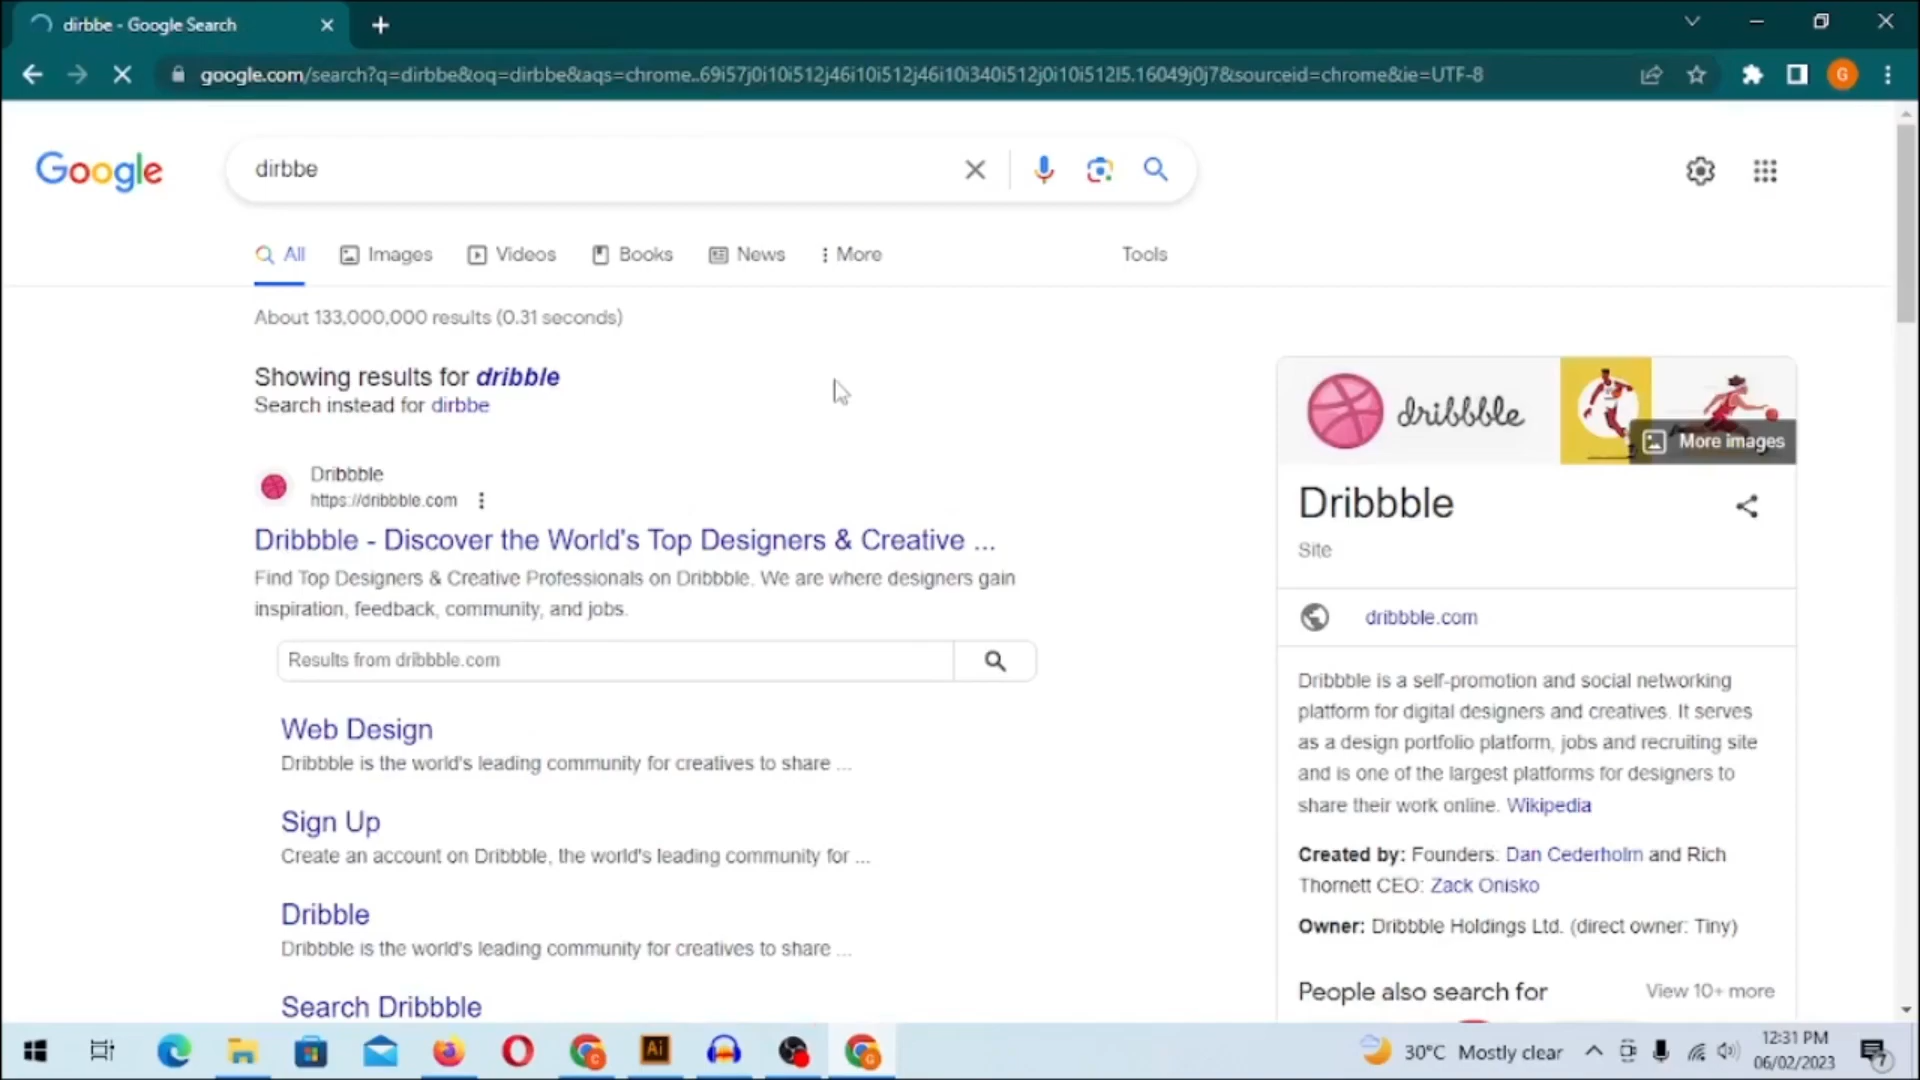 dirbbe - Google Search
google.com/search?q=dirbbe&oq=dirbbe&aqs=chrome..69i57j0i10i512j46i10i512j46i10i340i512j0i10i512l5.16049j0j7&sourceid=chrome&ie=UTF-8
G
Google
dirbbe
All
Images
Videos
Books
News
More
Tools
About 133,000,000 results (0.31 seconds)
Showing results for dribble
Search instead for dirbbe
Dribbble
https://dribbble.com
Dribbble - Discover the World's Top Designers & Creative ...
Find Top Designers & Creative Professionals on Dribbble. We are where designers gain
inspiration, feedback, community, and jobs.
Results from dribbble.com
Web Design
Dribbble is the world's leading community for creatives to share ...
Sign Up
Create an account on Dribbble, the world's leading community for ...
Dribble
Dribbble is the world's leading community for creatives to share ...
Search Dribbble
dribbble
More images
Dribbble
Site
dribbble.com
Dribbble is a self-promotion and social networking
platform for digital designers and creatives. It serves
as a design portfolio platform, jobs and recruiting site
and is one of the largest platforms for designers to
share their work online. Wikipedia
Created by: Founders: Dan Cederholm and Rich
Thornett CEO: Zack Onisko
Owner: Dribbble Holdings Ltd. (direct owner: Tiny)
People also search for
View 10+ more
C
Ai
G
30°C Mostly clear
12:31 PM
06/02/2023
7